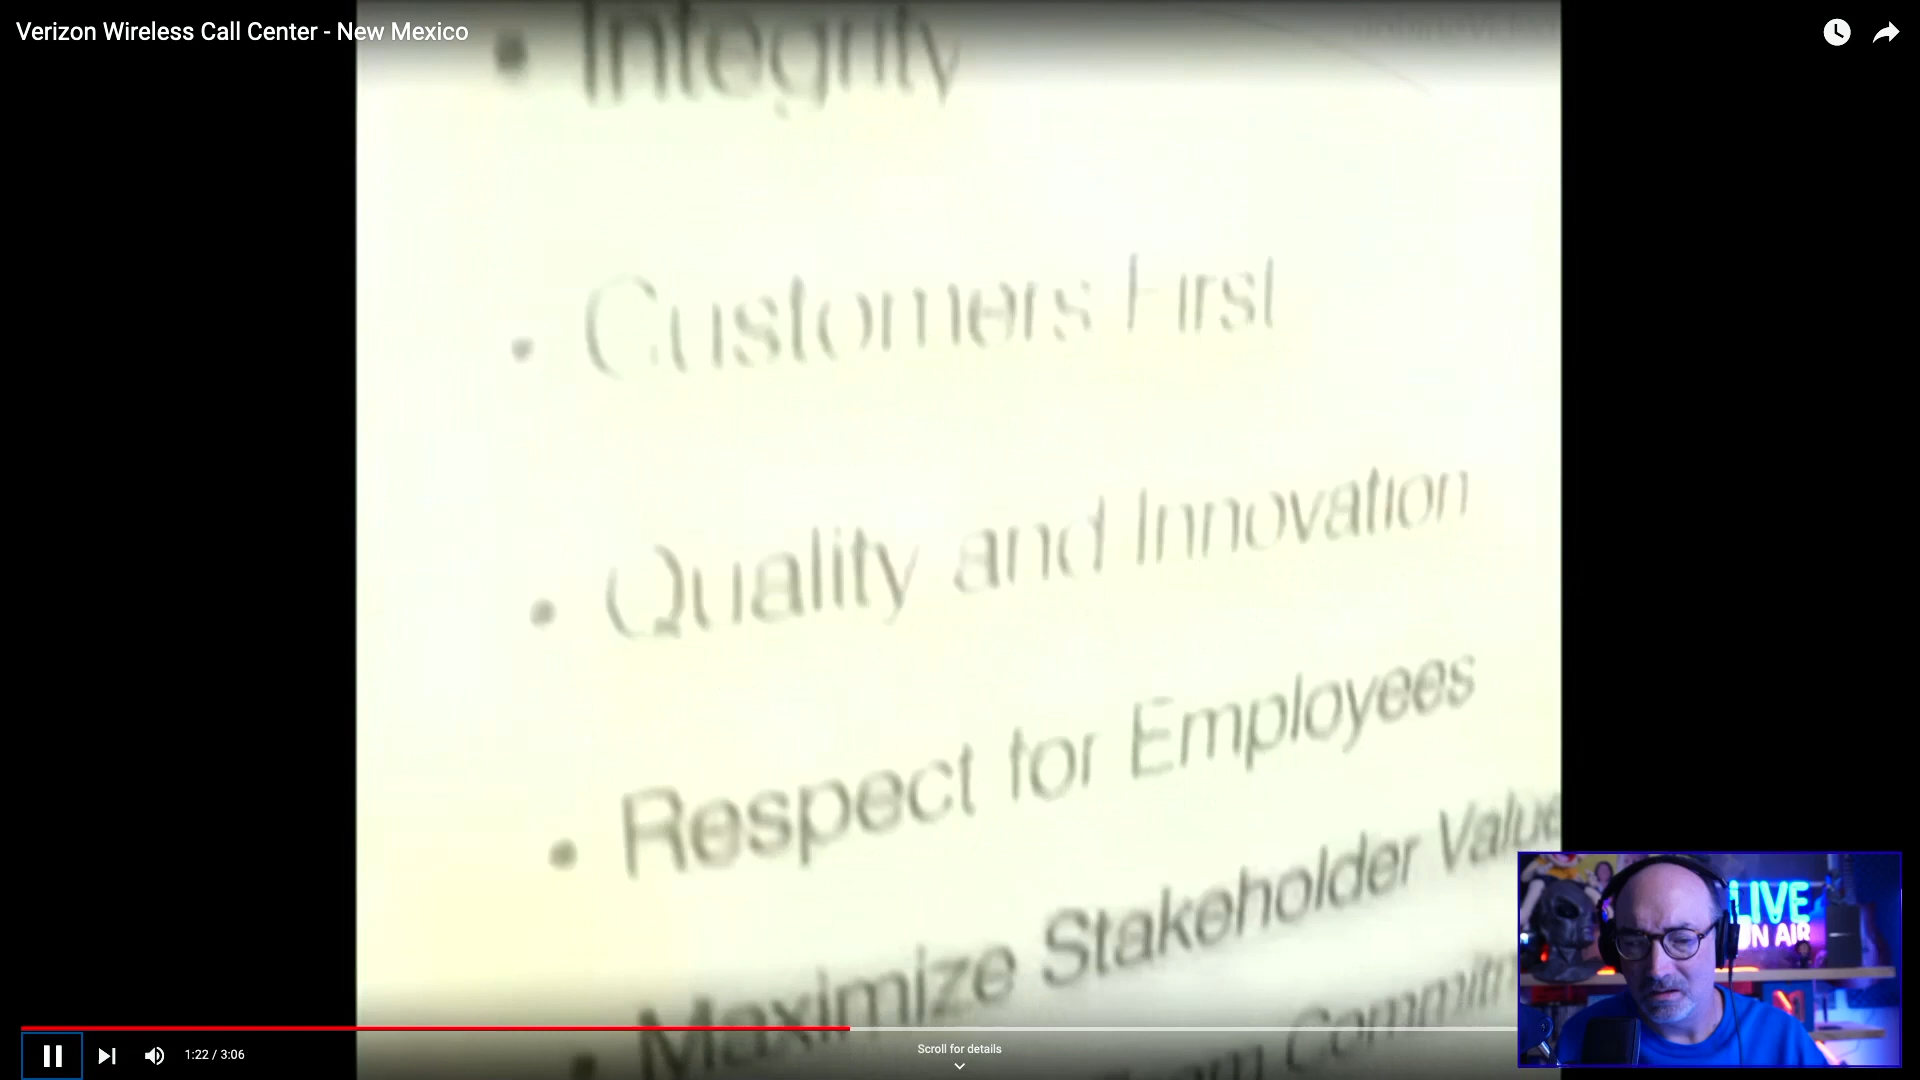 Verizon Wireless Call Center - New Mexico
• Integrity
• Customers First
• Quality and Innovation
• Respect for Employees
• Maximize Stakeholder Value
LIVE
ON AIR
1:22 / 3:06
Scroll for details